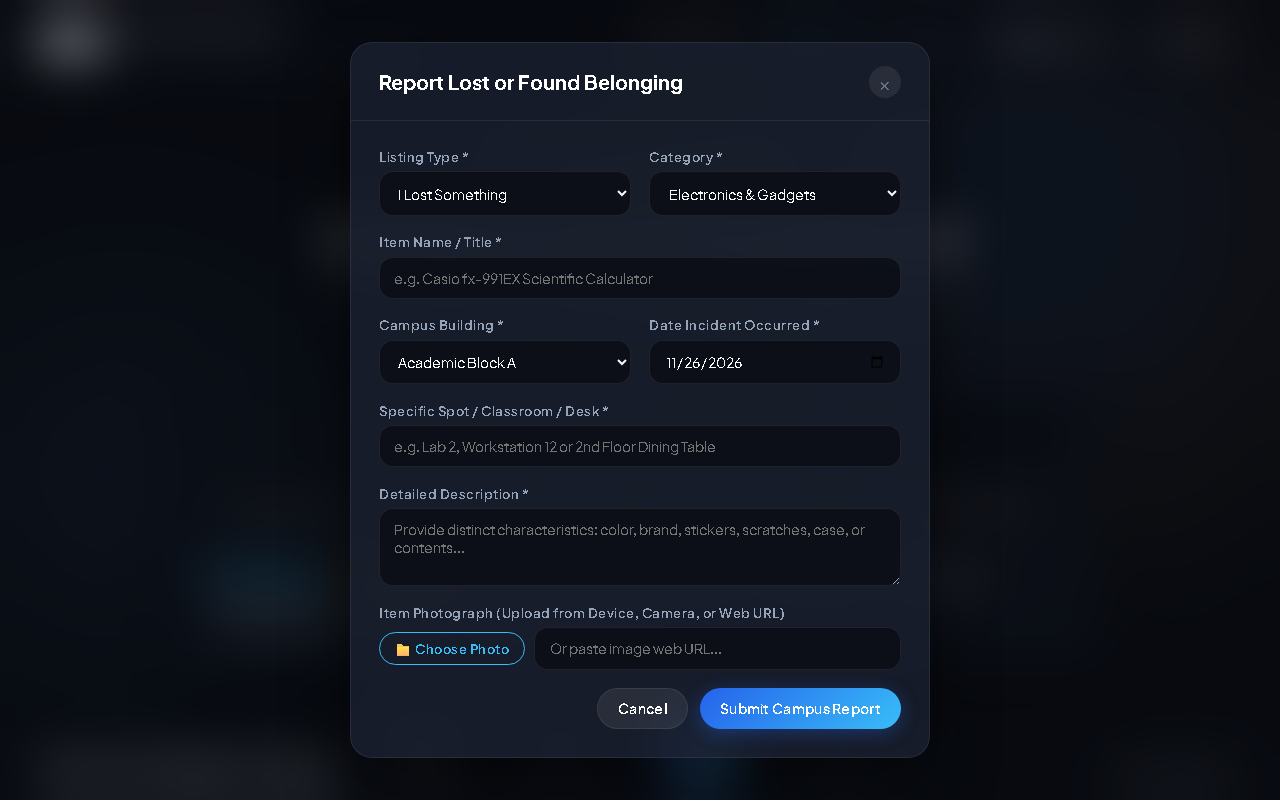 Report Lost or Found Belonging
×
Listing Type *
Category *
I Lost Something
Electronics & Gadgets
Item Name / Title *
e.g. Casio fx-991EX Scientific Calculator
Campus Building *
Date Incident Occurred *
Academic Block A
11/26/2026
Specific Spot / Classroom / Desk *
e.g. Lab 2, Workstation 12 or 2nd Floor Dining Table
Detailed Description *
Provide distinct characteristics: color, brand, stickers, scratches, case, or
contents...
Item Photograph (Upload from Device, Camera, or Web URL)
Choose Photo
Or paste image web URL...
Cancel
Submit Campus Report